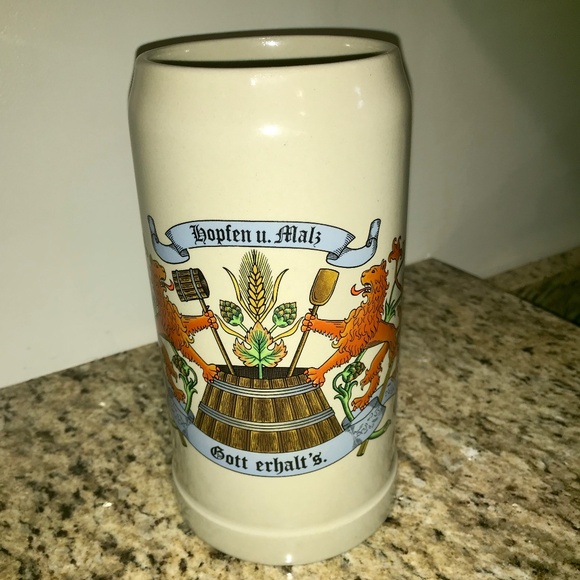 Hopfen u. Malz
Gott erhalt's.